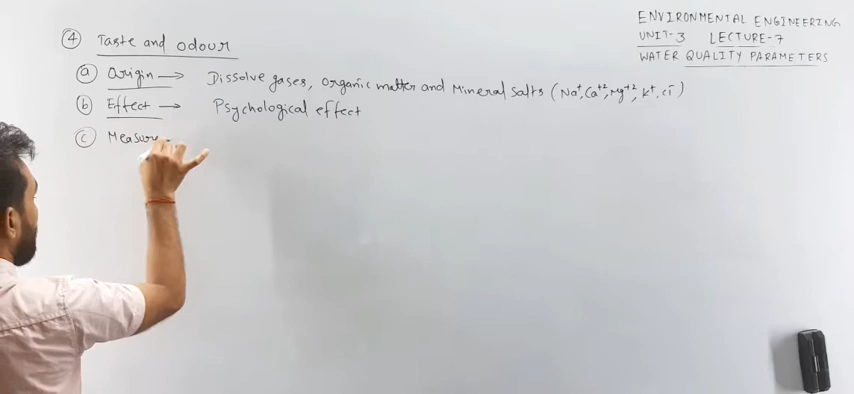 ENVIRONMENTAL ENGINEERING
UNIT-3 LECTURE-7
WATER QUALITY PARAMETERS
④ Taste and odour
ⓐ Origin → Dissolve gases, organic matter and Mineral salts (Na⁺, Ca⁺², Mg⁺², K⁺, Cl⁻)
ⓑ Effect → Psychological effect
ⓒ Measur